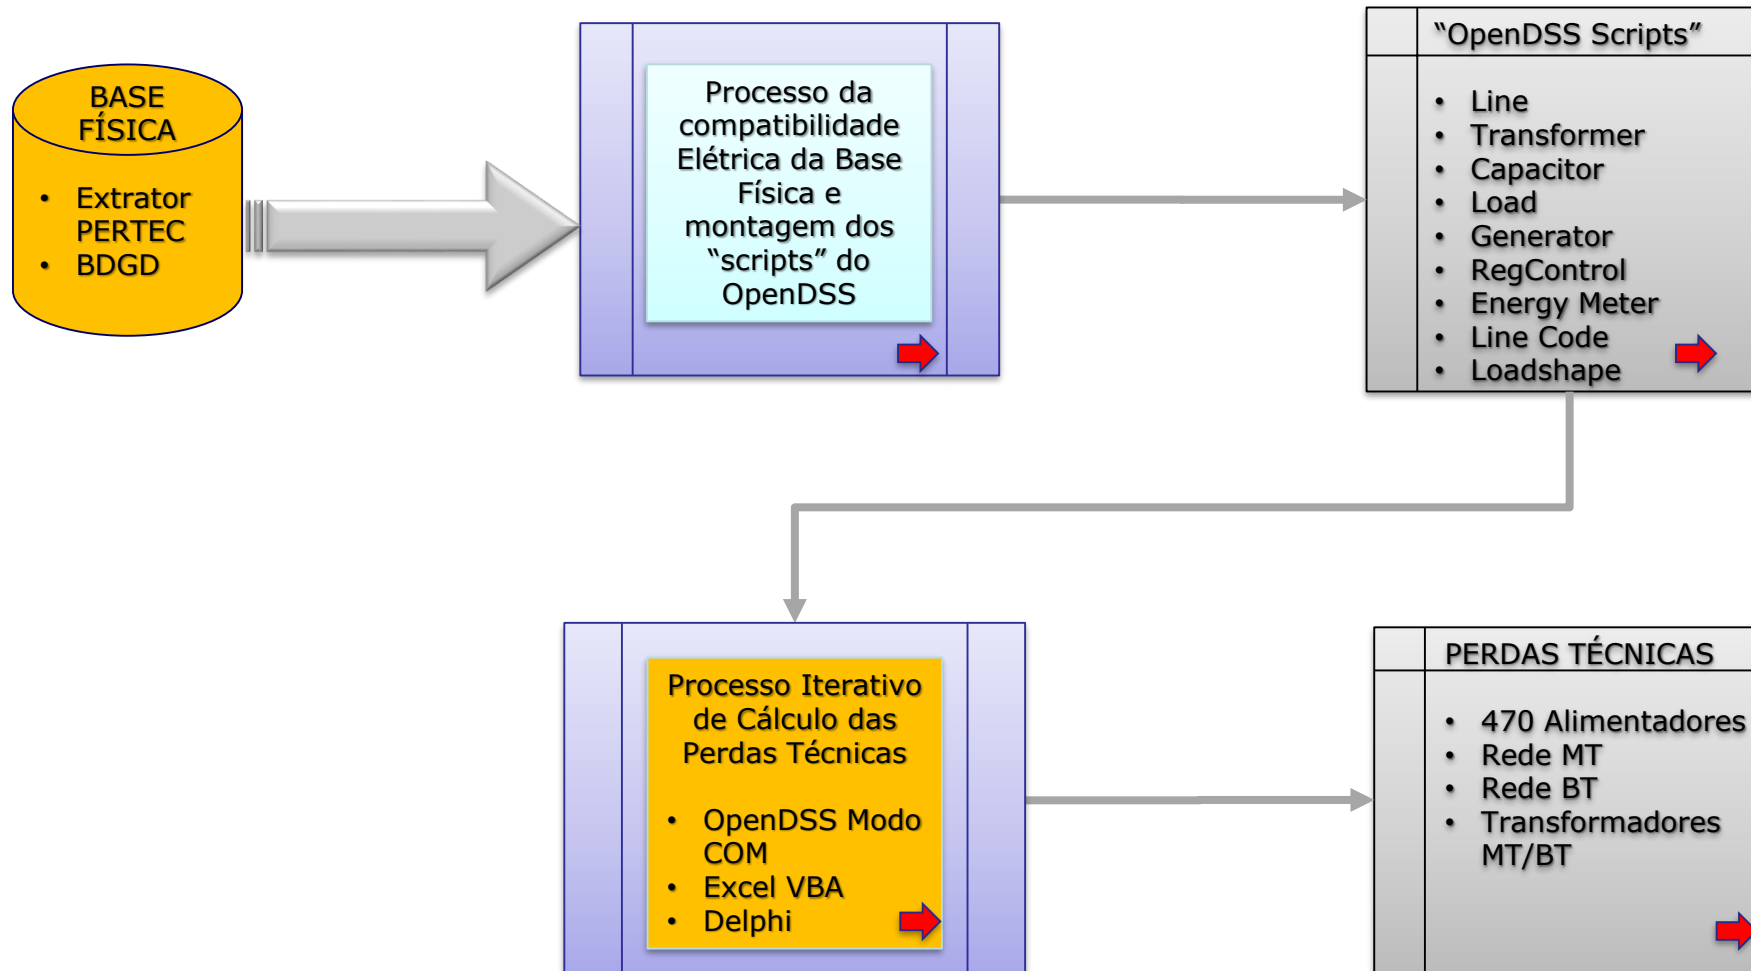 BASE
FÍSICA
• Extrator
PERTEC
• BDGD
Processo da
compatibilidade
Elétrica da Base
Física e
montagem dos
“scripts” do
OpenDSS
“OpenDSS Scripts”
• Line
• Transformer
• Capacitor
• Load
• Generator
• RegControl
• Energy Meter
• Line Code
• Loadshape
Processo Iterativo
de Cálculo das
Perdas Técnicas
• OpenDSS Modo
COM
• Excel VBA
• Delphi
PERDAS TÉCNICAS
• 470 Alimentadores
• Rede MT
• Rede BT
• Transformadores
MT/BT